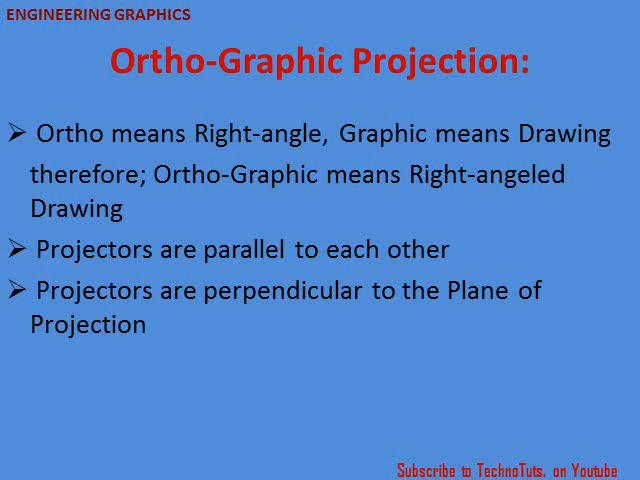 ENGINEERING GRAPHICS
Ortho-Graphic Projection:
➢ Ortho means Right-angle, Graphic means Drawing
therefore; Ortho-Graphic means Right-angeled
Drawing
➢ Projectors are parallel to each other
➢ Projectors are perpendicular to the Plane of
Projection
Subscribe to TechnoTuts. on Youtube